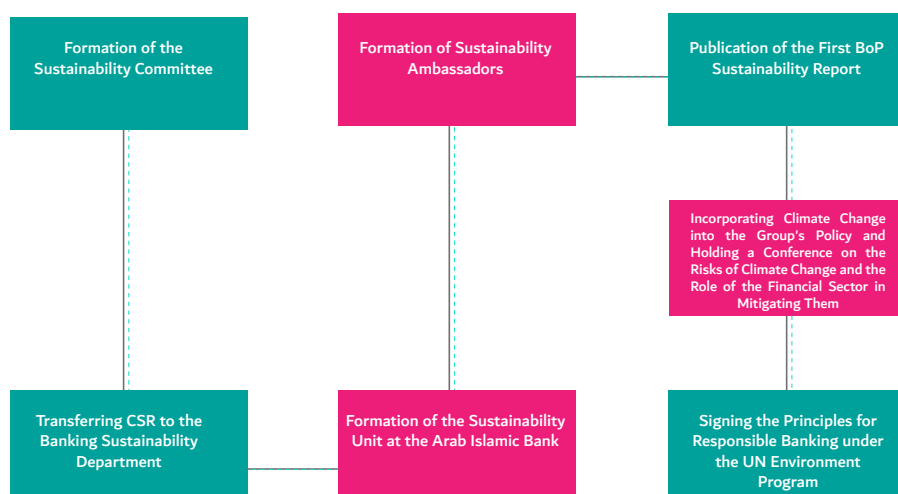 Formation of the
Sustainability Committee
Transferring CSR to the
Banking Sustainability
Department
Formation of the Sustainability
Unit at the Arab Islamic Bank
Formation of Sustainability
Ambassadors
Publication of the First BoP
Sustainability Report
Incorporating Climate Change
into the Group's Policy and
Holding a Conference on the
Risks of Climate Change and the
Role of the Financial Sector in
Mitigating Them
Signing the Principles for
Responsible Banking under
the UN Environment
Program